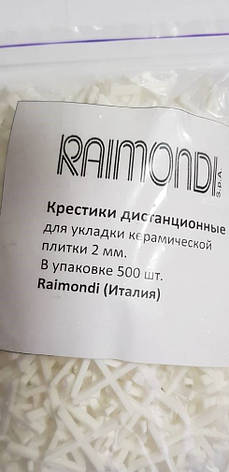 RAIMONDI S.p.A.
Крестики дистанционные
для укладки керамической
плитки 2 мм.
В упаковке 500 шт.
Raimondi (Италия)